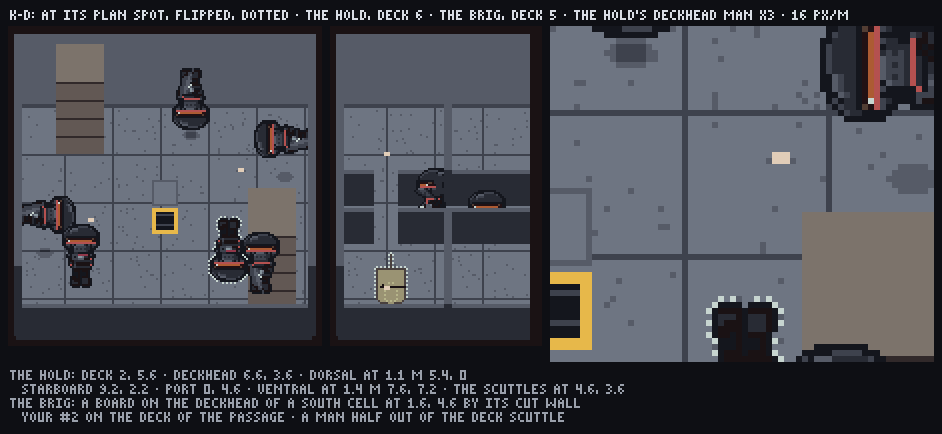 K-D: AT ITS PLAN SPOT, FLIPPED, DOTTED · THE HOLD, DECK 6 · THE BRIG, DECK 5 · THE HOLD'S DECKHEAD MAN X3 · 16 PX/M
THE HOLD: DECK 2, 5.6 · DECKHEAD 6.6, 3.6 · DORSAL AT 1.1 M 5.4, 0
STARBOARD 9.2, 2.2 · PORT 0, 4.6 · VENTRAL AT 1.4 M 7.6, 7.2 · THE SCUTTLES AT 4.6, 3.6
THE BRIG: A BOARD ON THE DECKHEAD OF A SOUTH CELL AT 1.6, 4.6 BY ITS CUT WALL
YOUR #2 ON THE DECK OF THE PASSAGE · A MAN HALF OUT OF THE DECK SCUTTLE